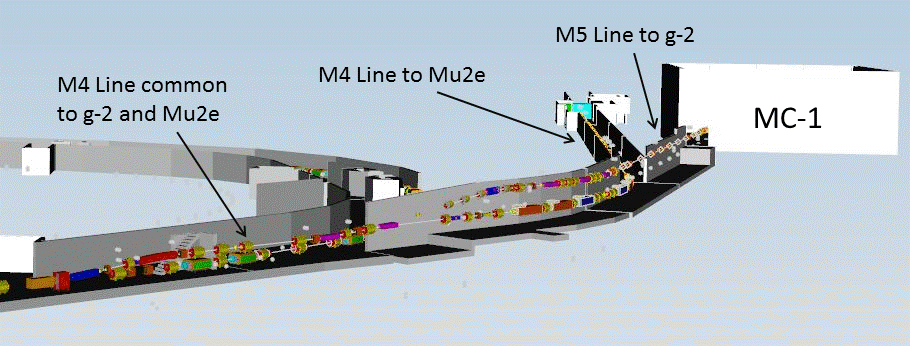 M5 Line to g-2
M4 Line to Mu2e
M4 Line common
to g-2 and Mu2e
MC-1